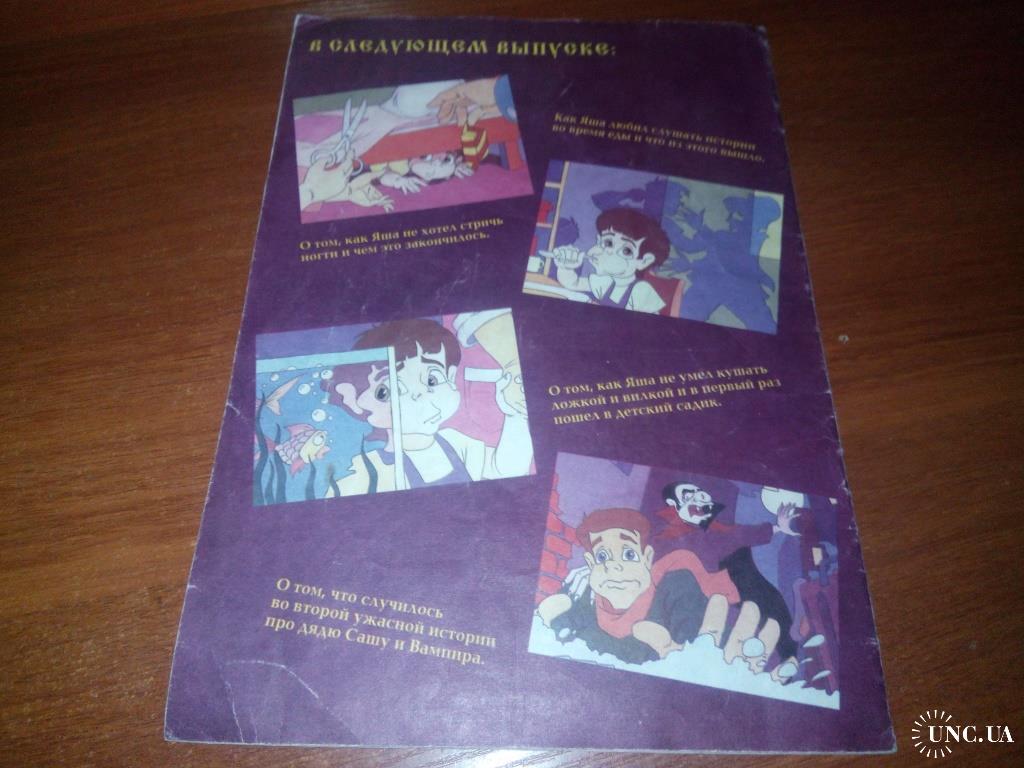 В СЛЕДУЮЩЕМ ВЫПУСКЕ:
Как Яша любил слушать истории
во время еды и что из этого вышло.
О том, как Яша не хотел стричь
ногти и чем это закончилось.
О том, как Яша не умел кушать
ложкой и вилкой и в первый раз
пошел в детский садик.
О том, что случилось
во второй ужасной истории
про дядю Сашу и Вампира.
UNC.UA